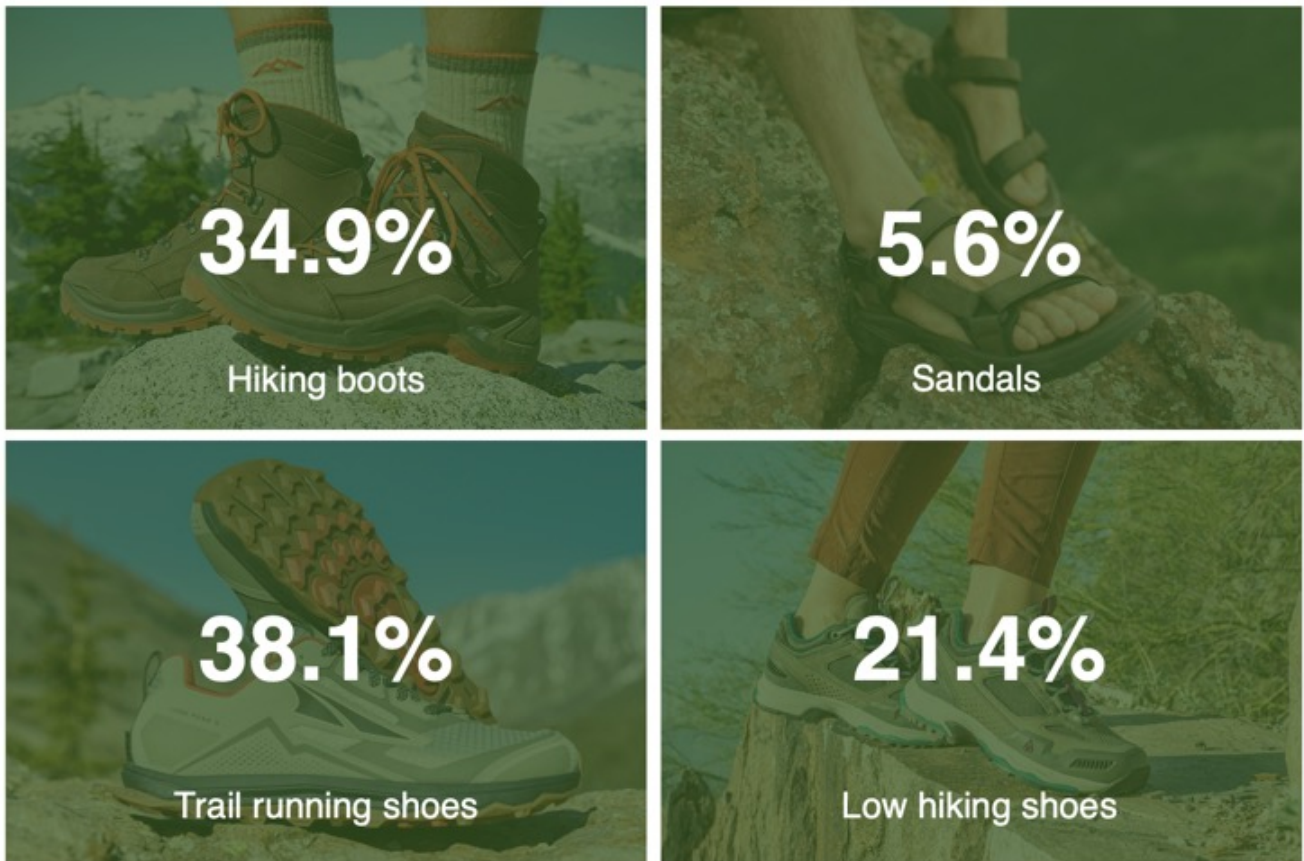 34.9%
Hiking boots
5.6%
Sandals
38.1%
Trail running shoes
21.4%
Low hiking shoes